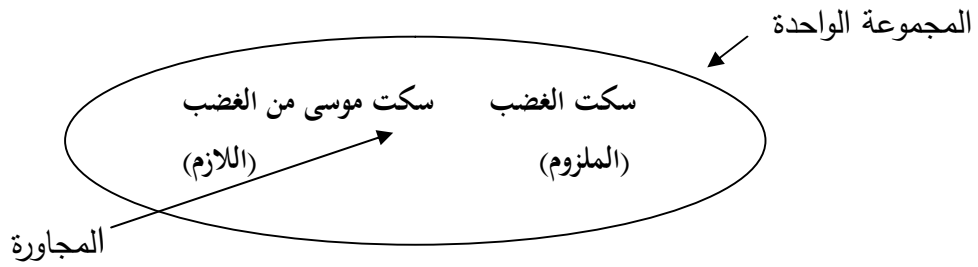 المجموعة الواحدة
سكت الغضب سكت موسى من الغضب
(الملزوم) (اللازم)
المجاورة